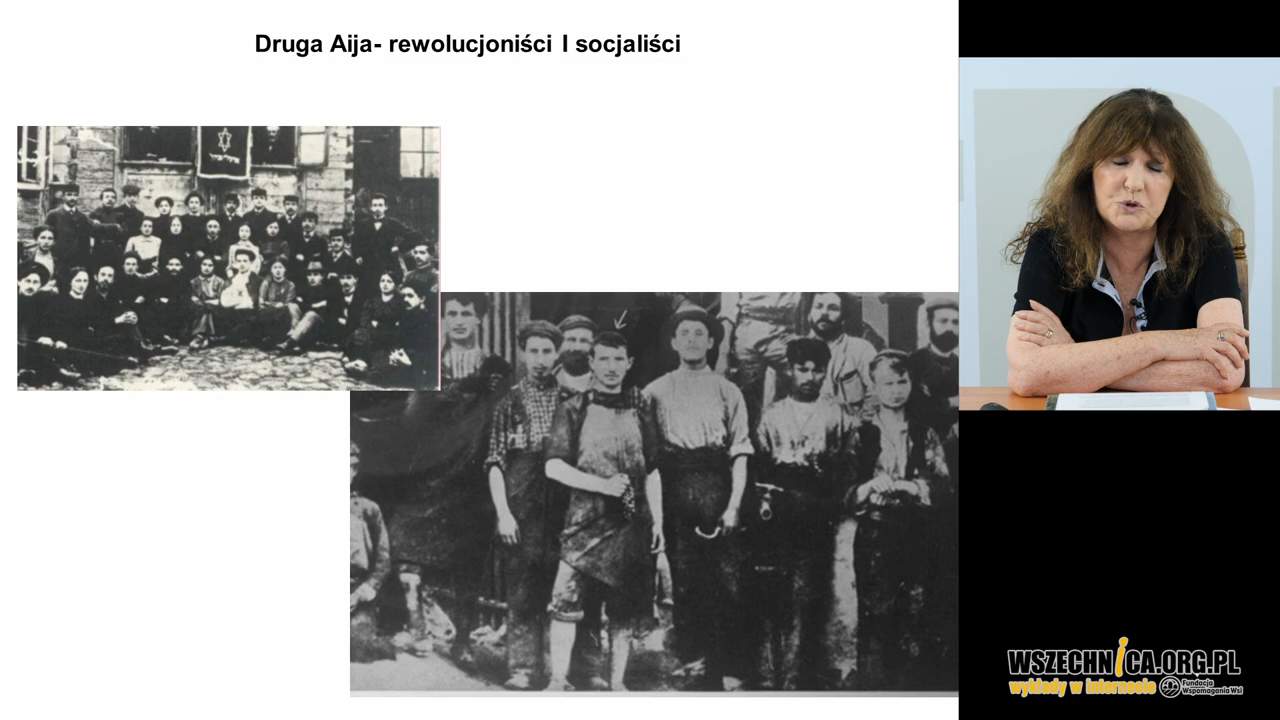 Druga Aija- rewolucjoniści I socjaliści
WSZECHNICA.ORG.PL
wykłady w internecie
Fundacja
Wspomagania Wsi